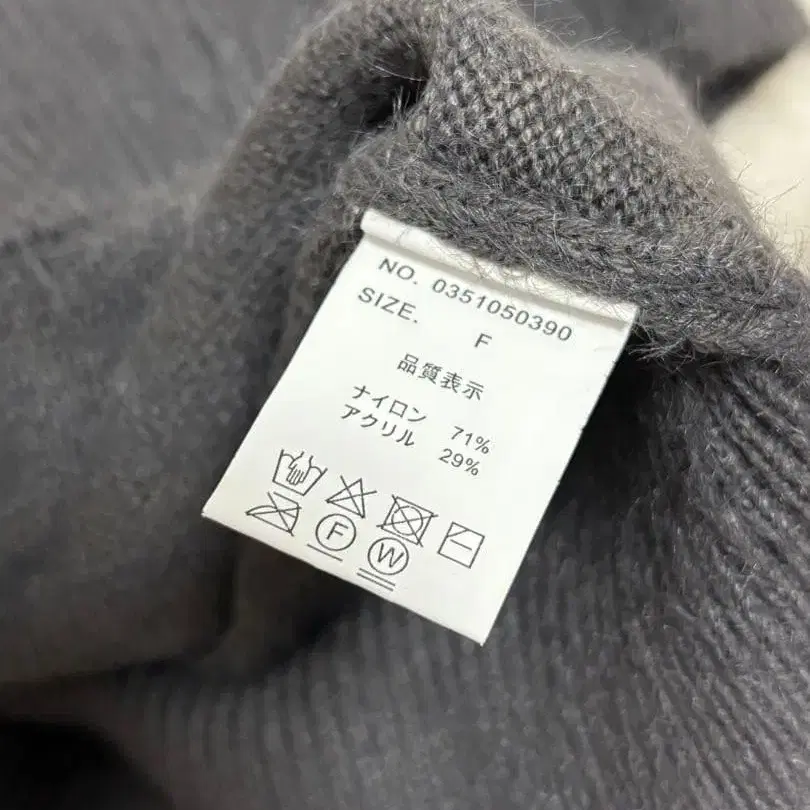 NO. 0351050390
SIZE. F
品質表示
ナイロン 71%
アクリル 29%
F W